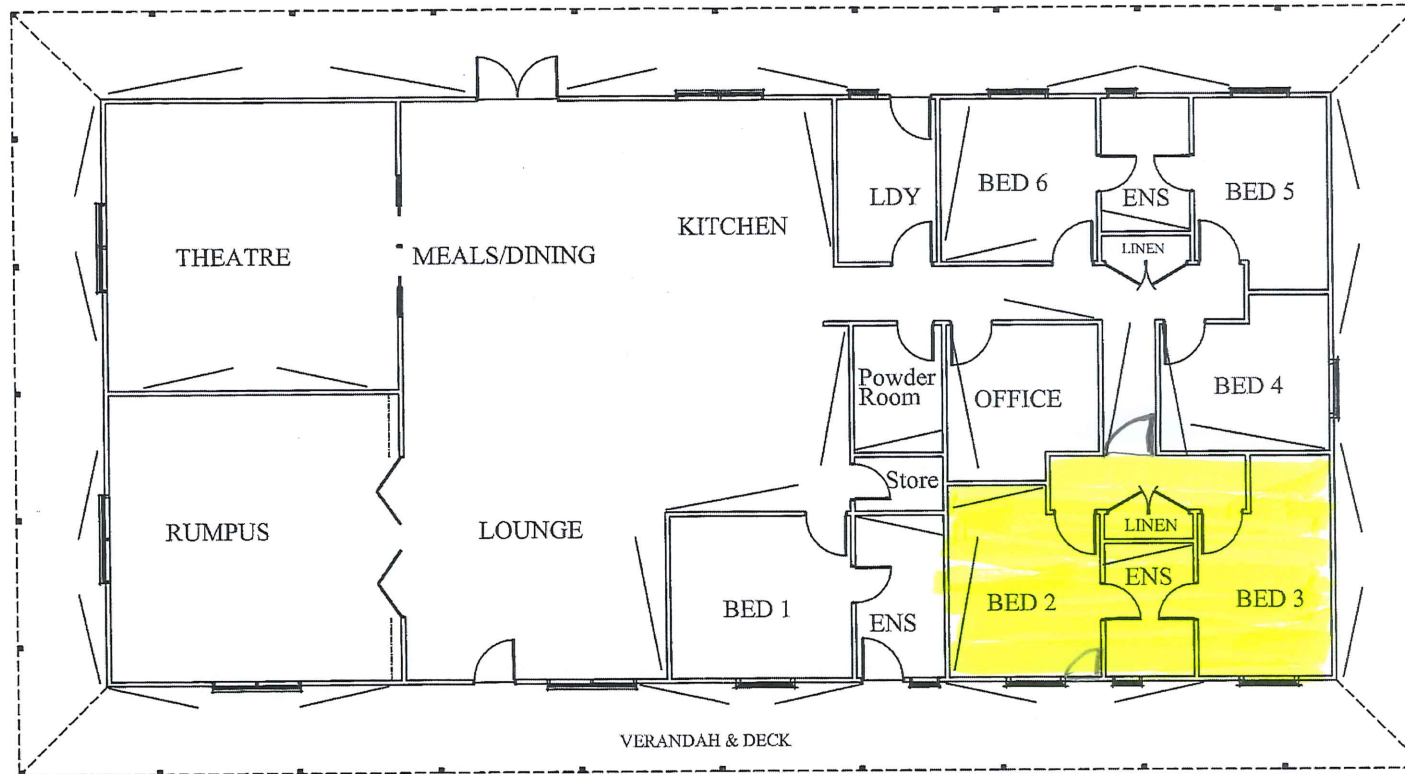 THEATRE
MEALS/DINING
KITCHEN
LDY
BED 6
ENS
LINEN
BED 5
Powder
Room
OFFICE
BED 4
RUMPUS
LOUNGE
Store
BED 1
ENS
BED 2
LINEN
ENS
BED 3
VERANDAH & DECK